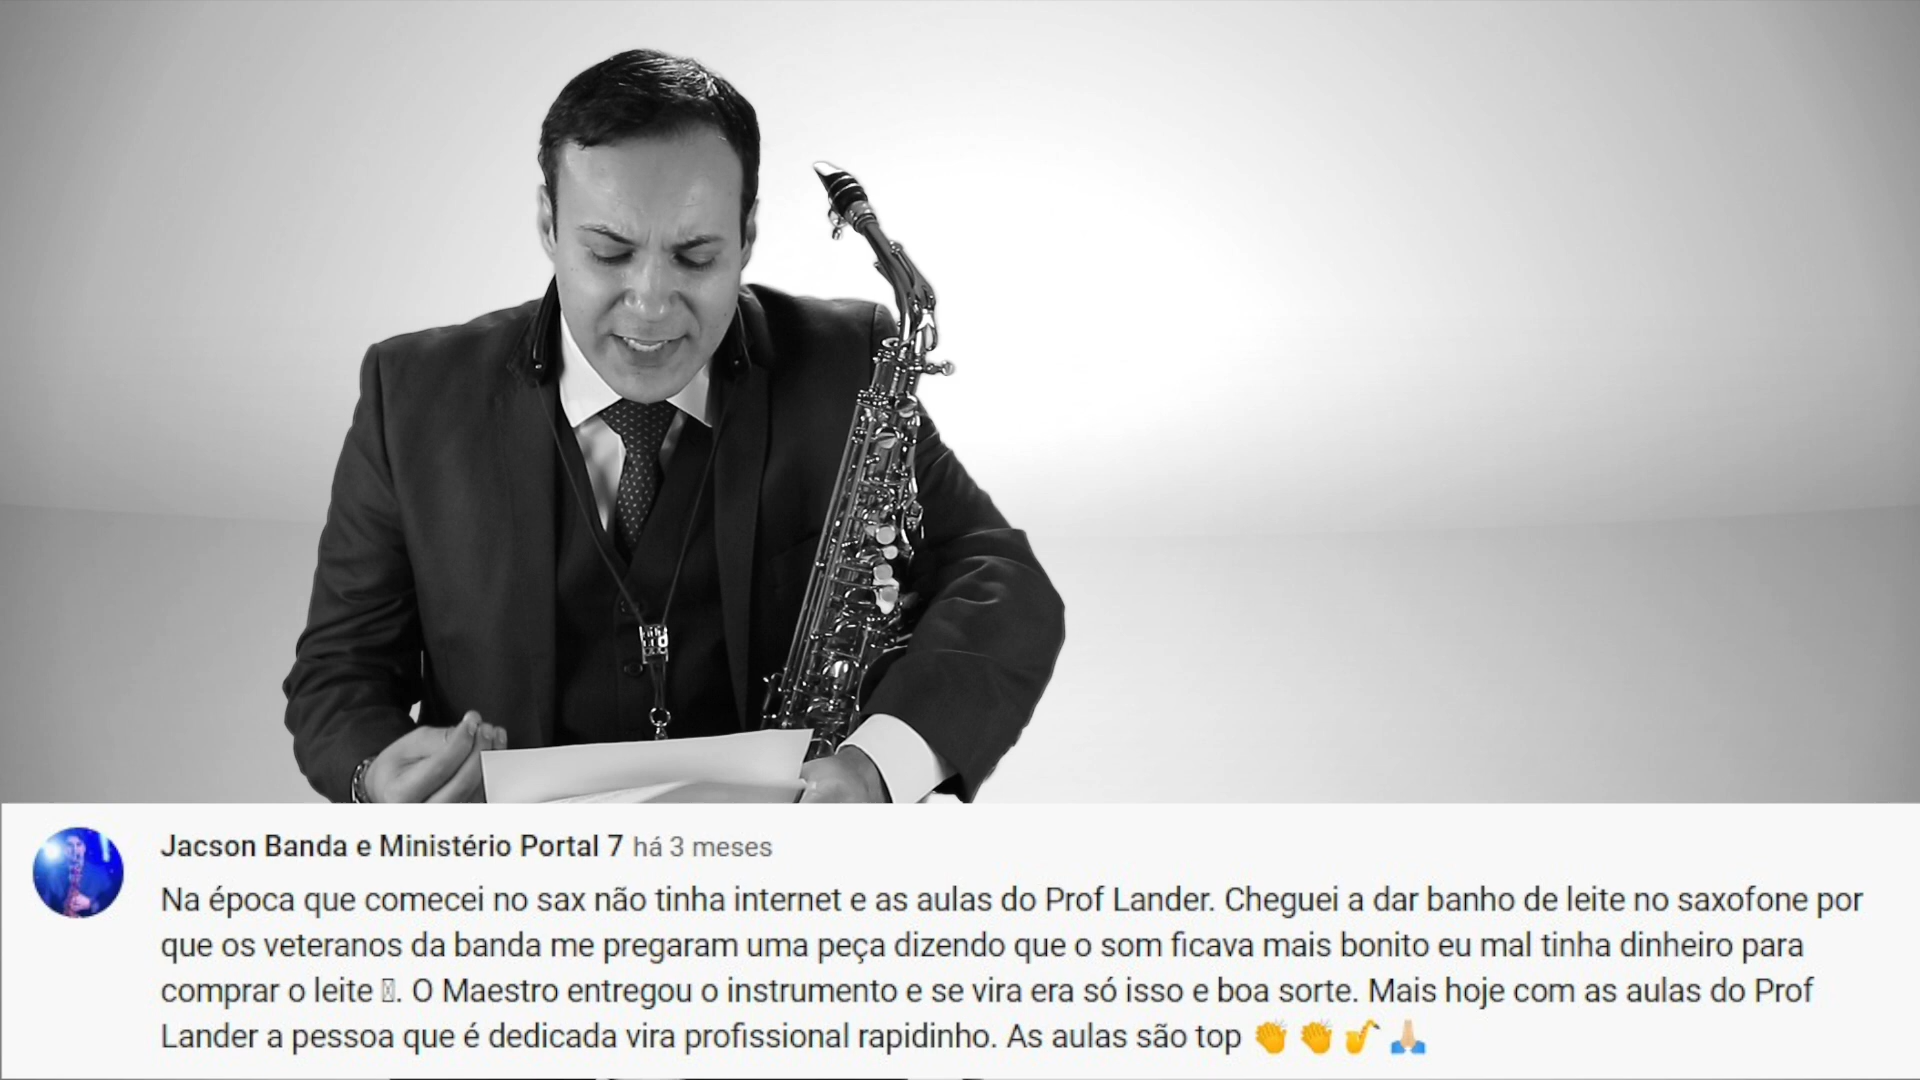 Jacson Banda e Ministério Portal 7 há 3 meses
Na época que comecei no sax não tinha internet e as aulas do Prof Lander. Cheguei a dar banho de leite no saxofone por
que os veteranos da banda me pregaram uma peça dizendo que o som ficava mais bonito eu mal tinha dinheiro para
comprar o leite . O Maestro entregou o instrumento e se vira era só isso e boa sorte. Mais hoje com as aulas do Prof
Lander a pessoa que é dedicada vira profissional rapidinho. As aulas são top 👏 👏 🎷 🙏🏼